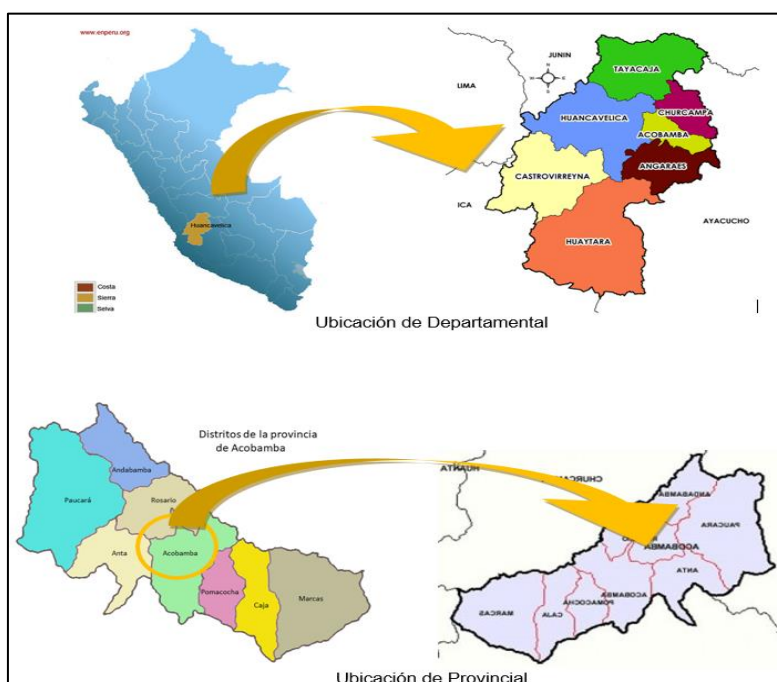 www.enperu.org
Huancavelica
Costa
Sierra
Selva
JUNIN
N
LIMA
TAYACAJA
HUANCAVELICA
CHURCAMPA
ACOBAMBA
ANGARAES
CASTROVIRREYNA
ICA
AYACUCHO
HUAYTARA
Ubicación de Departamental
Distritos de la provincia
de Acobamba
Andabamba
Paucará
Rosario
Anta
Acobamba
Pomacocha
Caja
Marcas
HUANTA
ANDABAMBA
PAUCARA
ACOBAMBA
ANTA
ACOBAMBA
POMACOCHA
CAJA
MARCAS
Ubicación de Provincial